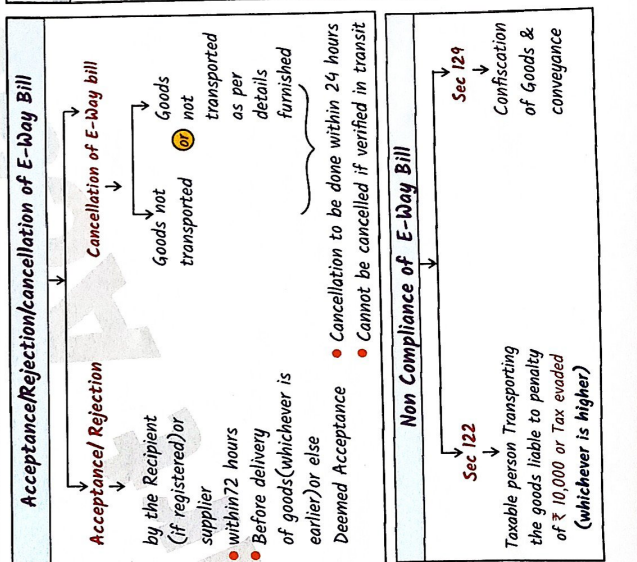 Acceptance/Rejection/cancellation of E-Way Bill
Acceptance/ Rejection
by the Recipient
(if registered)or
supplier
within72 hours
Before delivery
of goods(whichever is
earlier)or else
Deemed Acceptance
Cancellation of E-Way bill
Goods not
transported
or
Goods
not
transported
as per
details
furnished
Cancellation to be done within 24 hours
Cannot be cancelled if verified in transit
Non Compliance of E-Way Bill
Sec 122
Taxable person Transporting
the goods liable to penalty
of ₹ 10,000 or Tax evaded
(whichever is higher)
Sec 129
Confiscation
of Goods &
conveyance